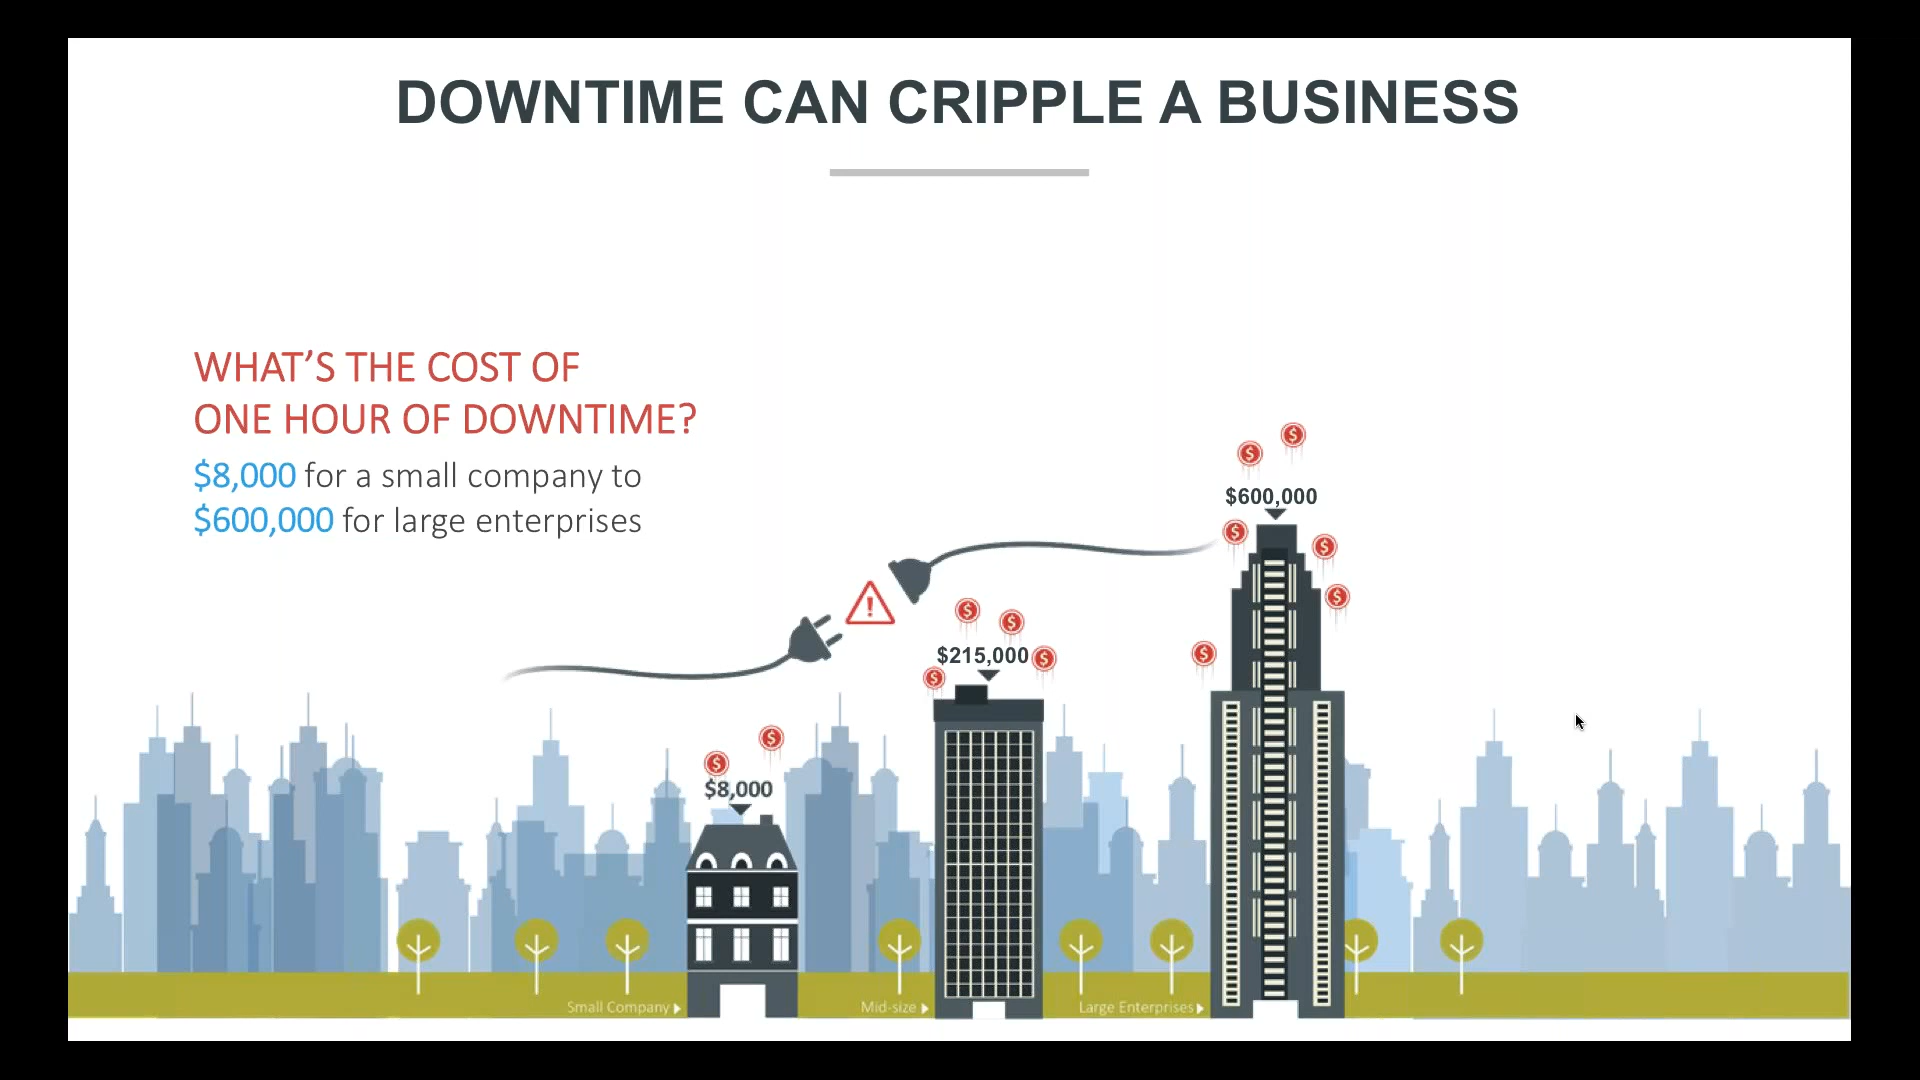 DOWNTIME CAN CRIPPLE A BUSINESS
WHAT'S THE COST OF
ONE HOUR OF DOWNTIME?
$8,000 for a small company to
$600,000 for large enterprises
$600,000
$215,000
$8,000
Small Company
Mid-size
Large Enterprises